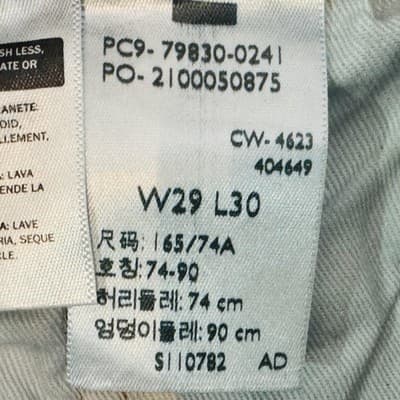 SH LESS,
ATE OR
ANETE:
OID,
LLEMENT,
A: LAVA
ENDE LA
A: LAVE
RIA, SEQUE
CLE.
PC9- 79830-0241
PO- 2100050875
CW- 4623
404649
W29 L30
尺码: 165/74A
호칭: 74-90
허리둘레: 74 cm
엉덩이둘레: 90 cm
S110782 AD